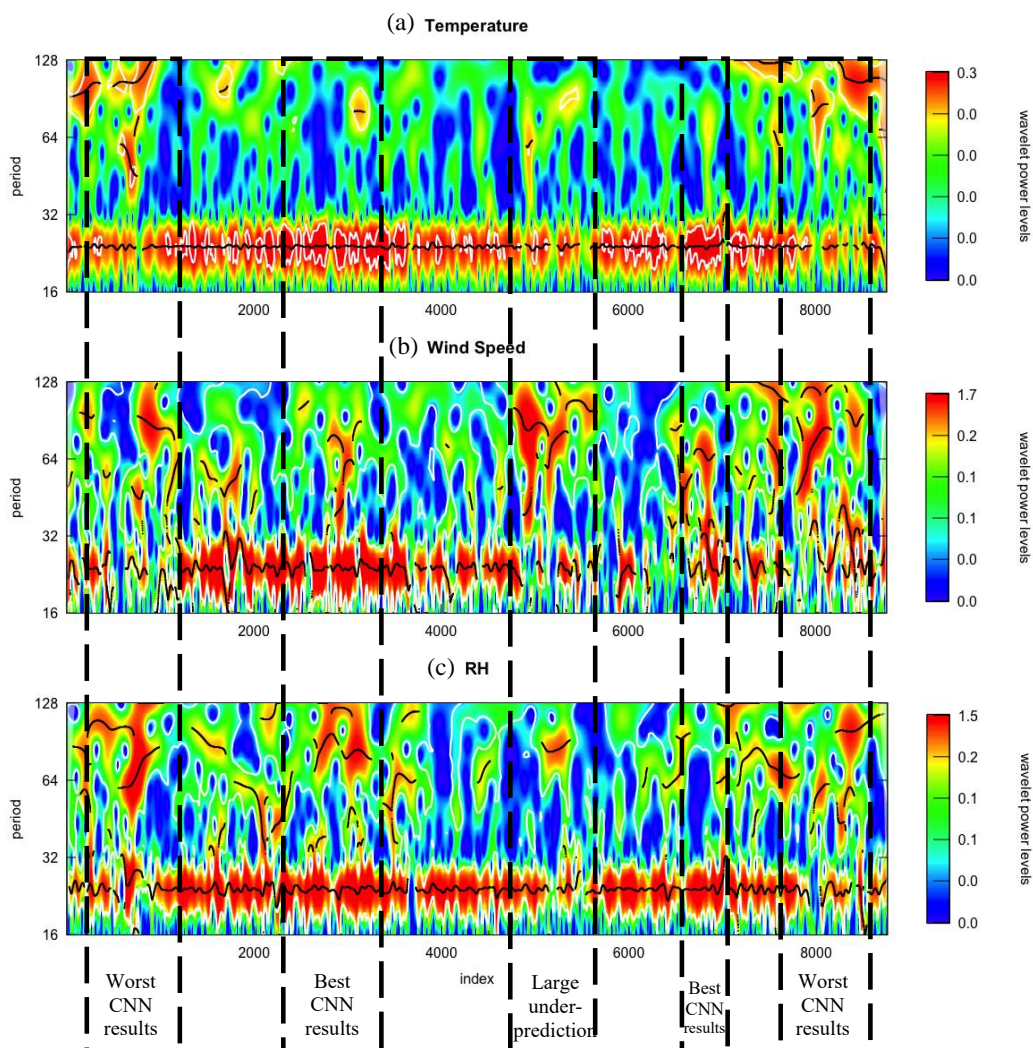 (a) Temperature
128
64
32
16
period
2000
4000
6000
8000
0.3
0.0
0.0
0.0
0.0
0.0
wavelet power levels
(b) Wind Speed
128
64
32
16
period
2000
4000
6000
8000
1.7
0.2
0.1
0.1
0.0
0.0
wavelet power levels
(c) RH
128
64
32
16
period
2000
4000
6000
8000
index
1.5
0.2
0.1
0.1
0.0
0.0
wavelet power levels
Worst
CNN
results
Best
CNN
results
Large
under-
prediction
Best
CNN
results
Worst
CNN
results